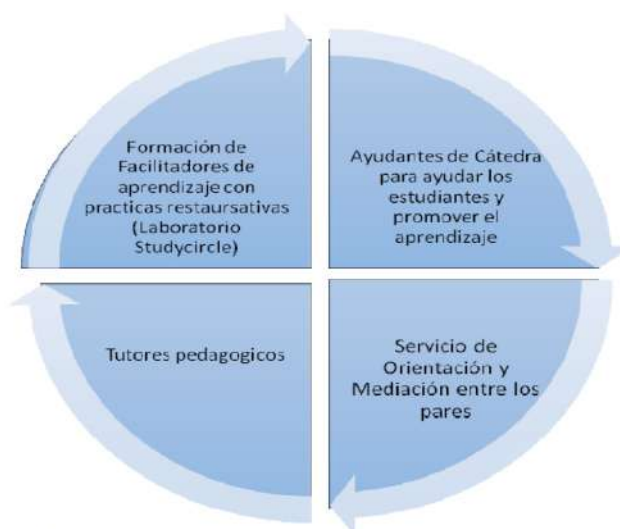 Formación de
Facilitadores de
aprendizaje con
practicas restaursativas
(Laboratorio
Studycircle)
Ayudantes de Cátedra
para ayudar los
estudiantes y
promover el
aprendizaje
Tutores pedagogicos
Servicio de
Orientación y
Mediación entre los
pares